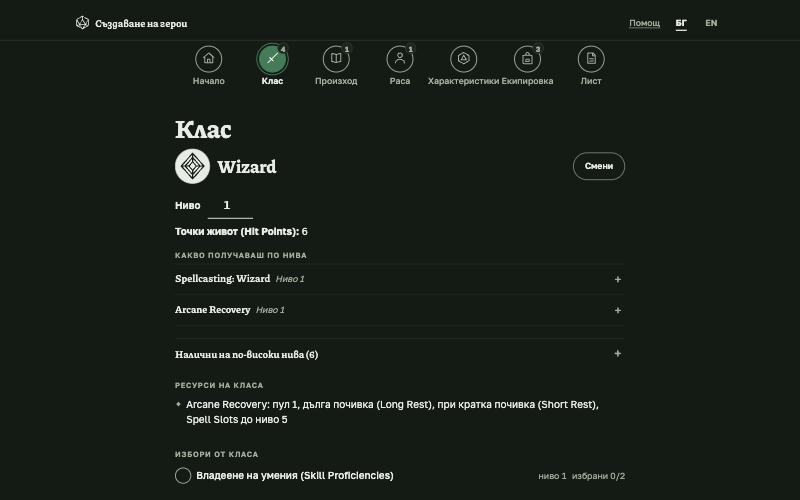 Създаване на герои
Помощ БГ EN
4 1 1 3
Начало Клас Произход Раса Характеристики Екипировка Лист
Клас
Wizard
Смени
Ниво 1
Точки живот (Hit Points): 6
КАКВО ПОЛУЧАВАШ ПО НИВА
Spellcasting: Wizard Ниво 1 +
Arcane Recovery Ниво 1 +
Налични на по-високи нива (6) +
РЕСУРСИ НА КЛАСА
Arcane Recovery: пул 1, дълга почивка (Long Rest), при кратка почивка (Short Rest),
Spell Slots до ниво 5
ИЗБОРИ ОТ КЛАСА
Владеене на умения (Skill Proficiencies) ниво 1 избрани 0/2